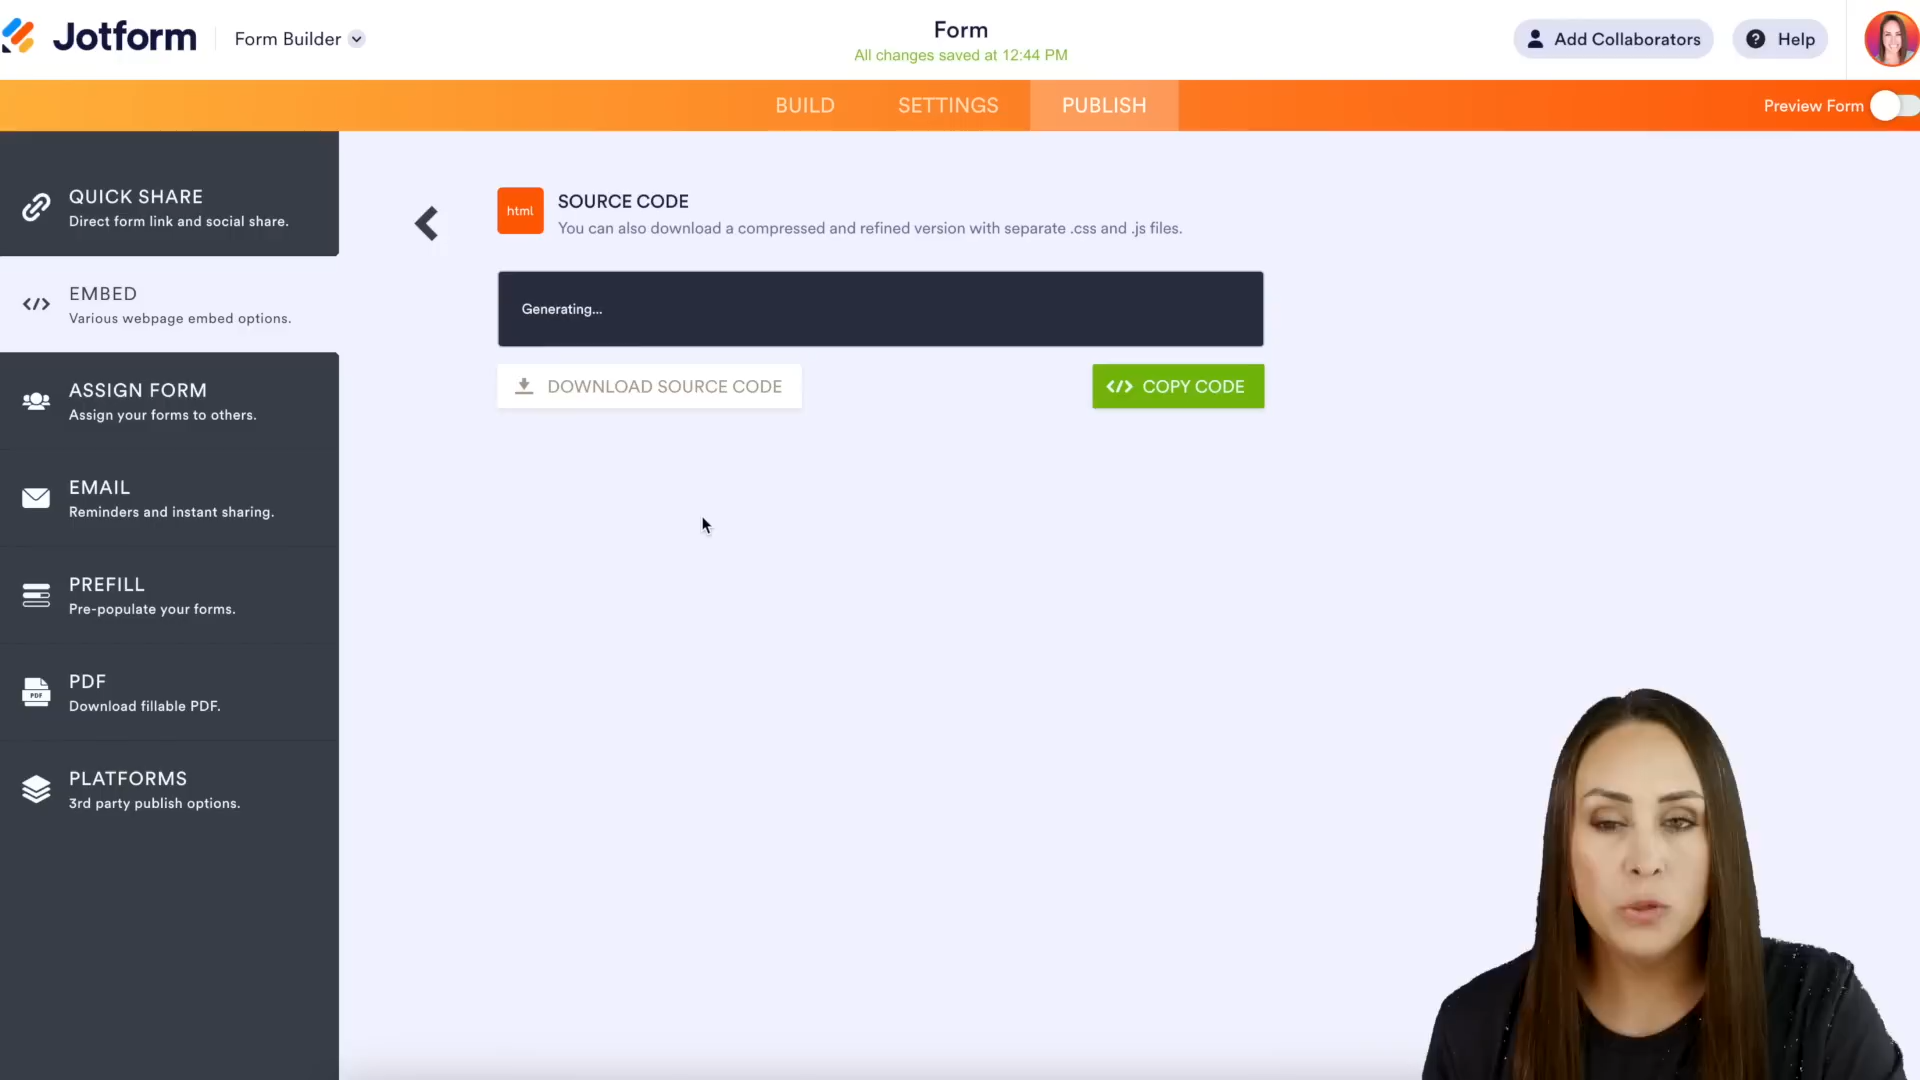 Jotform
Form Builder
Form
All changes saved at 12:44 PM
Add Collaborators
Help
BUILD
SETTINGS
PUBLISH
Preview Form
QUICK SHARE
Direct form link and social share.
EMBED
Various webpage embed options.
ASSIGN FORM
Assign your forms to others.
EMAIL
Reminders and instant sharing.
PREFILL
Pre-populate your forms.
PDF
PDF
Download fillable PDF.
PLATFORMS
3rd party publish options.
html
SOURCE CODE
You can also download a compressed and refined version with separate .css and .js files.
Generating...
DOWNLOAD SOURCE CODE
</> COPY CODE